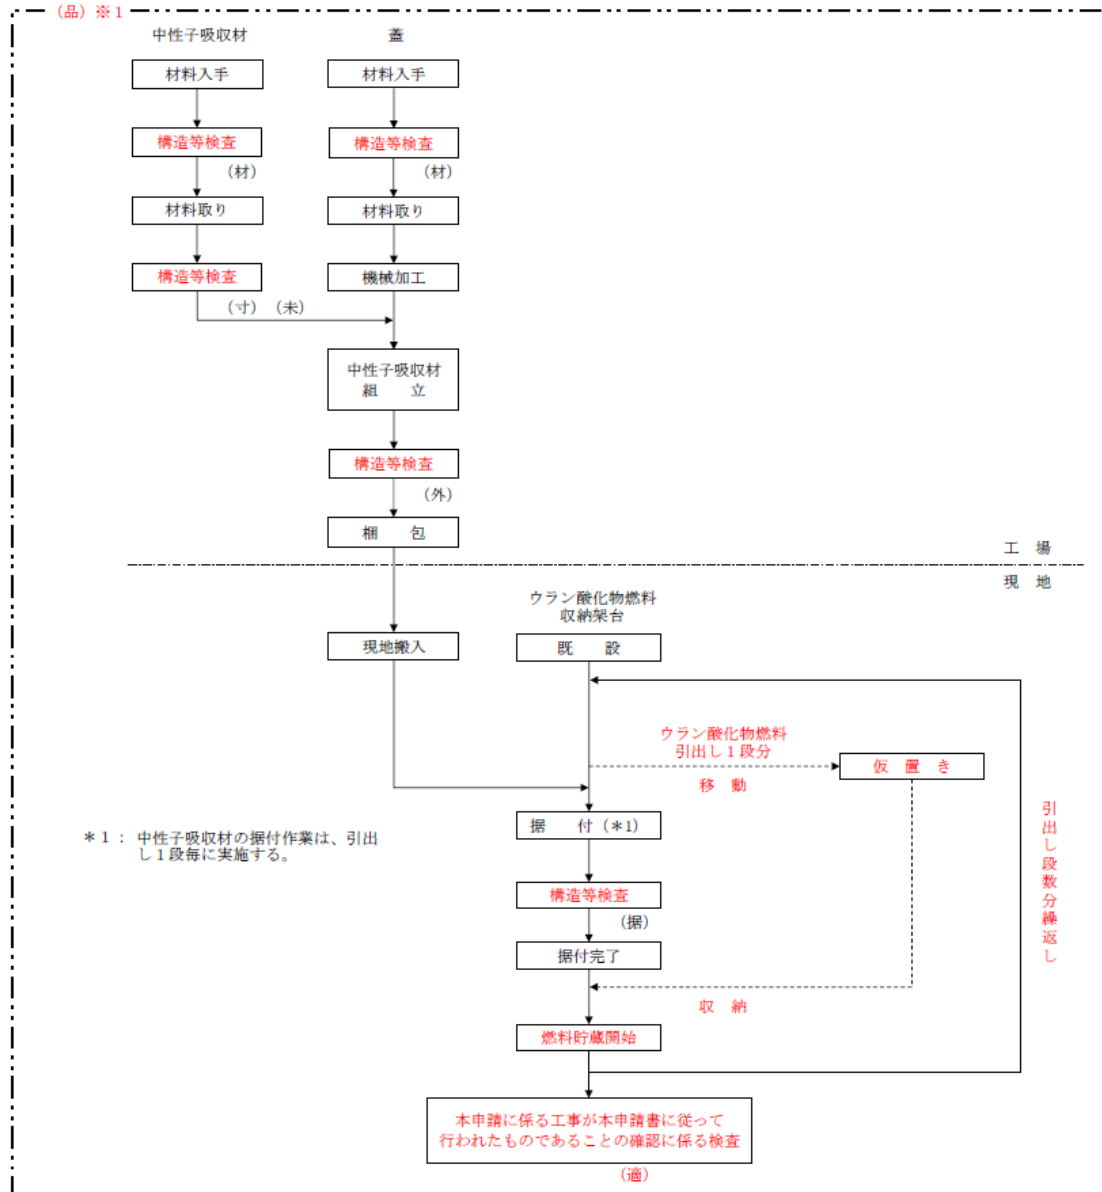 (品)※1
中性子吸収材
蓋
材料入手
材料入手
構造等検査
構造等検査
(材)
(材)
材料取り
材料取り
構造等検査
機械加工
(寸)(未)
中性子吸収材
組 立
構造等検査
(外)
梱 包
工 場
現 地
ウラン酸化物燃料
収納架台
現地搬入
既 設
ウラン酸化物燃料
引出し1段分
仮 置 き
移 動
引出し段数分繰返し
据 付(*1)
*1: 中性子吸収材の据付作業は、引出
し1段毎に実施する。
構造等検査
(据)
据付完了
収 納
燃料貯蔵開始
本申請に係る工事が本申請書に従って
行われたものであることの確認に係る検査
(適)